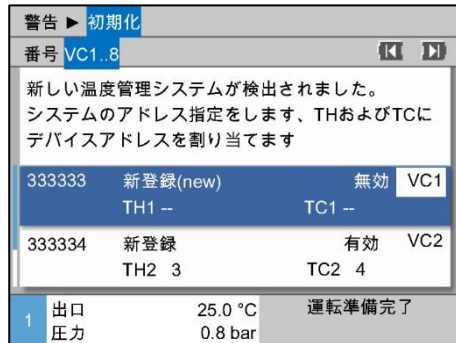 警告 ▶ 初期化
番号 VC1..8
新しい温度管理システムが検出されました。
システムのアドレス指定をします、THおよびTCに
デバイスアドレスを割り当てます
333333 新登録(new) 無効 VC1
TH1 -- TC1 --
333334 新登録 有効 VC2
TH2 3 TC2 4
1 出口 25.0 °C 運転準備完了
圧力 0.8 bar